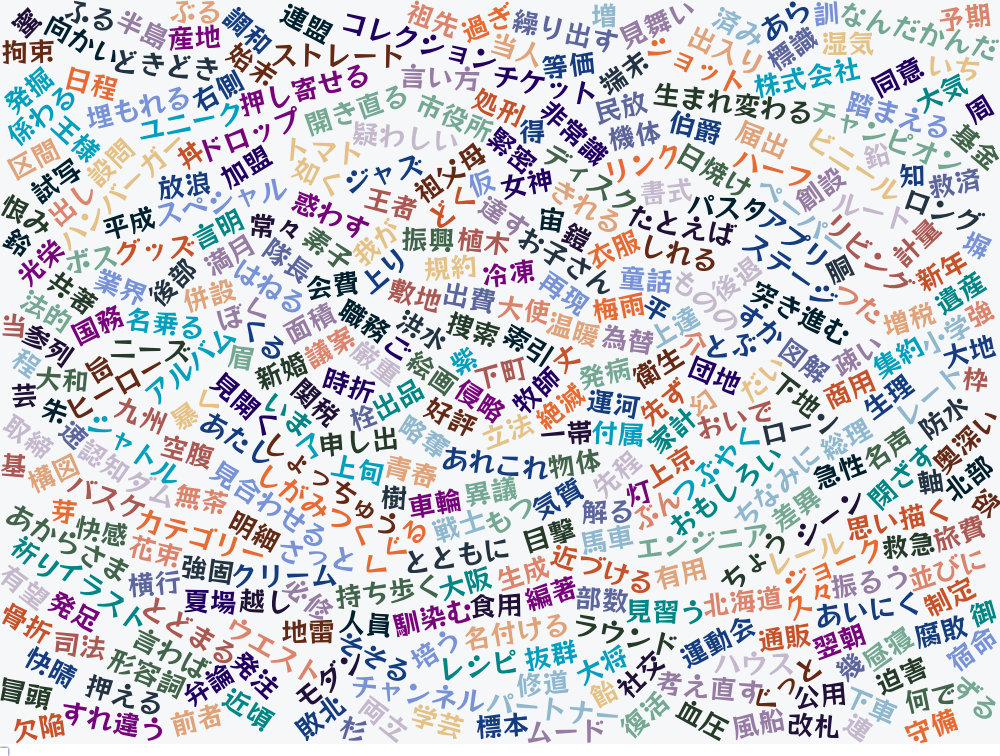 ふる
半島
ぶる
産地
調和
連盟
コレクション
祖先
過ぎ
繰り出す
増
見舞い
済み
あら
訓
なんだかんだ
予期
拘束
向かい
どきどき
始末
ストレート
当人
チケット
等価
端末
ショット
出入り
標識
湿気
株式会社
同意
いち
大気
周
発掘
日程
埋もれる
右側
押し寄せる
言い方
市役所
処刑
得
非常識
民放
生まれ変わる
チャンピオン
踏まえる
基金
係わる
王様
ユニーク
開き直る
疑わしい
緊密
機体
伯爵
届出
ビニール
鉛
区間
設問
ハンバーガー
丼
ドロップ
加盟
トマト
如く
ジャズ
祖父母
仮
女神
ディスク
リンク
日焼け
ハーフ
創設
知
救済
試写
出し
放浪
スペシャル
惑わす
王者
どく
達す
きれる
書式
パスタ
ペーパー
ルート
ロング
恨み
鈴
平成
言明
常々
素子
我が
振興
植木
お子さん
宙
鎧
衣服
たとえば
しれる
アプリ
ステージ
リビング
計量
堀
光栄
ボス
グッズ
満月
隊長
会費
上り
規約
冷凍
再現
童話
もの
後退
胴
新年
共著
業界
後部
併設
はねる
敷地
出費
大使
梅雨
平
突き進む
つた
遺産
法的
国務
名乗る
ぼくくる
面積
職務
洪水
捜索
索引
温暖
為替
上達
すか
増税
小学
強
当
参列
旨
ニーズ
アルバム
眉
新婚
議案
厳重
ご
絵画
柴
下町
丈
発病
衛生
とぶ
図解
疎い
集約
大地
程
大和
ヒーロー
見開く
関税
時折
出品
侵略
牧師
絶滅
団地
だい
下地
商用
生理
レート
枠
芸
朱
九州
暴く
いま
栓
好評
運河
先ず
幻
おいで
ローン
防水
取締
速
シャトル
空腹
あたし
申し出
略奪
立法
一帯
付属
家計
つぶやく
総理
名声
奥深い
基
構図
認知
ダム
無茶
見合わせる
しょっちゅう
上旬
青春
あれこれ
物体
先程
上京
おもしろい
ちなみに
急性
閉ざす
軸
北部
芽
バスケ
しがみつく
樹
車輪
異議
気質
灯
ぶん
差異
シーン
快感
カテゴリー
明細
さっと
くぐる
戦士
もつ
目撃
解る
馬車
エンジニア
思い描く
あからさま
花束
強固
クリーム
とともに
近づける
有用
ちょう
レール
ジョーク
救急
旅費
祈り
イラスト
横行
夏場
越し
必修
持ち歩く
大阪
生成
編著
部数
見習う
北海道
久々
振るう
並びに
有望
発足
とどまる
ウエスト
地雷
人員
馴染む
食用
ラウンド
運動会
通販
あいにく
制定
御
骨折
司法
言わば
発注
モダン
そそる
培う
名付ける
抜群
大将
社交
ハウス
翌朝
昼寝
腐敗
宿命
快晴
形容詞
弁論
レシピ
修道
飴
考え直す
ぐっと
幾
迫害
冒頭
押える
近頃
敗北
チャンネル
パートナー
復活
公用
下車
何で
ずる
欠陥
すれ違う
前者
杉
両立
学芸
標本
ムード
血圧
風船
改札
連
守備